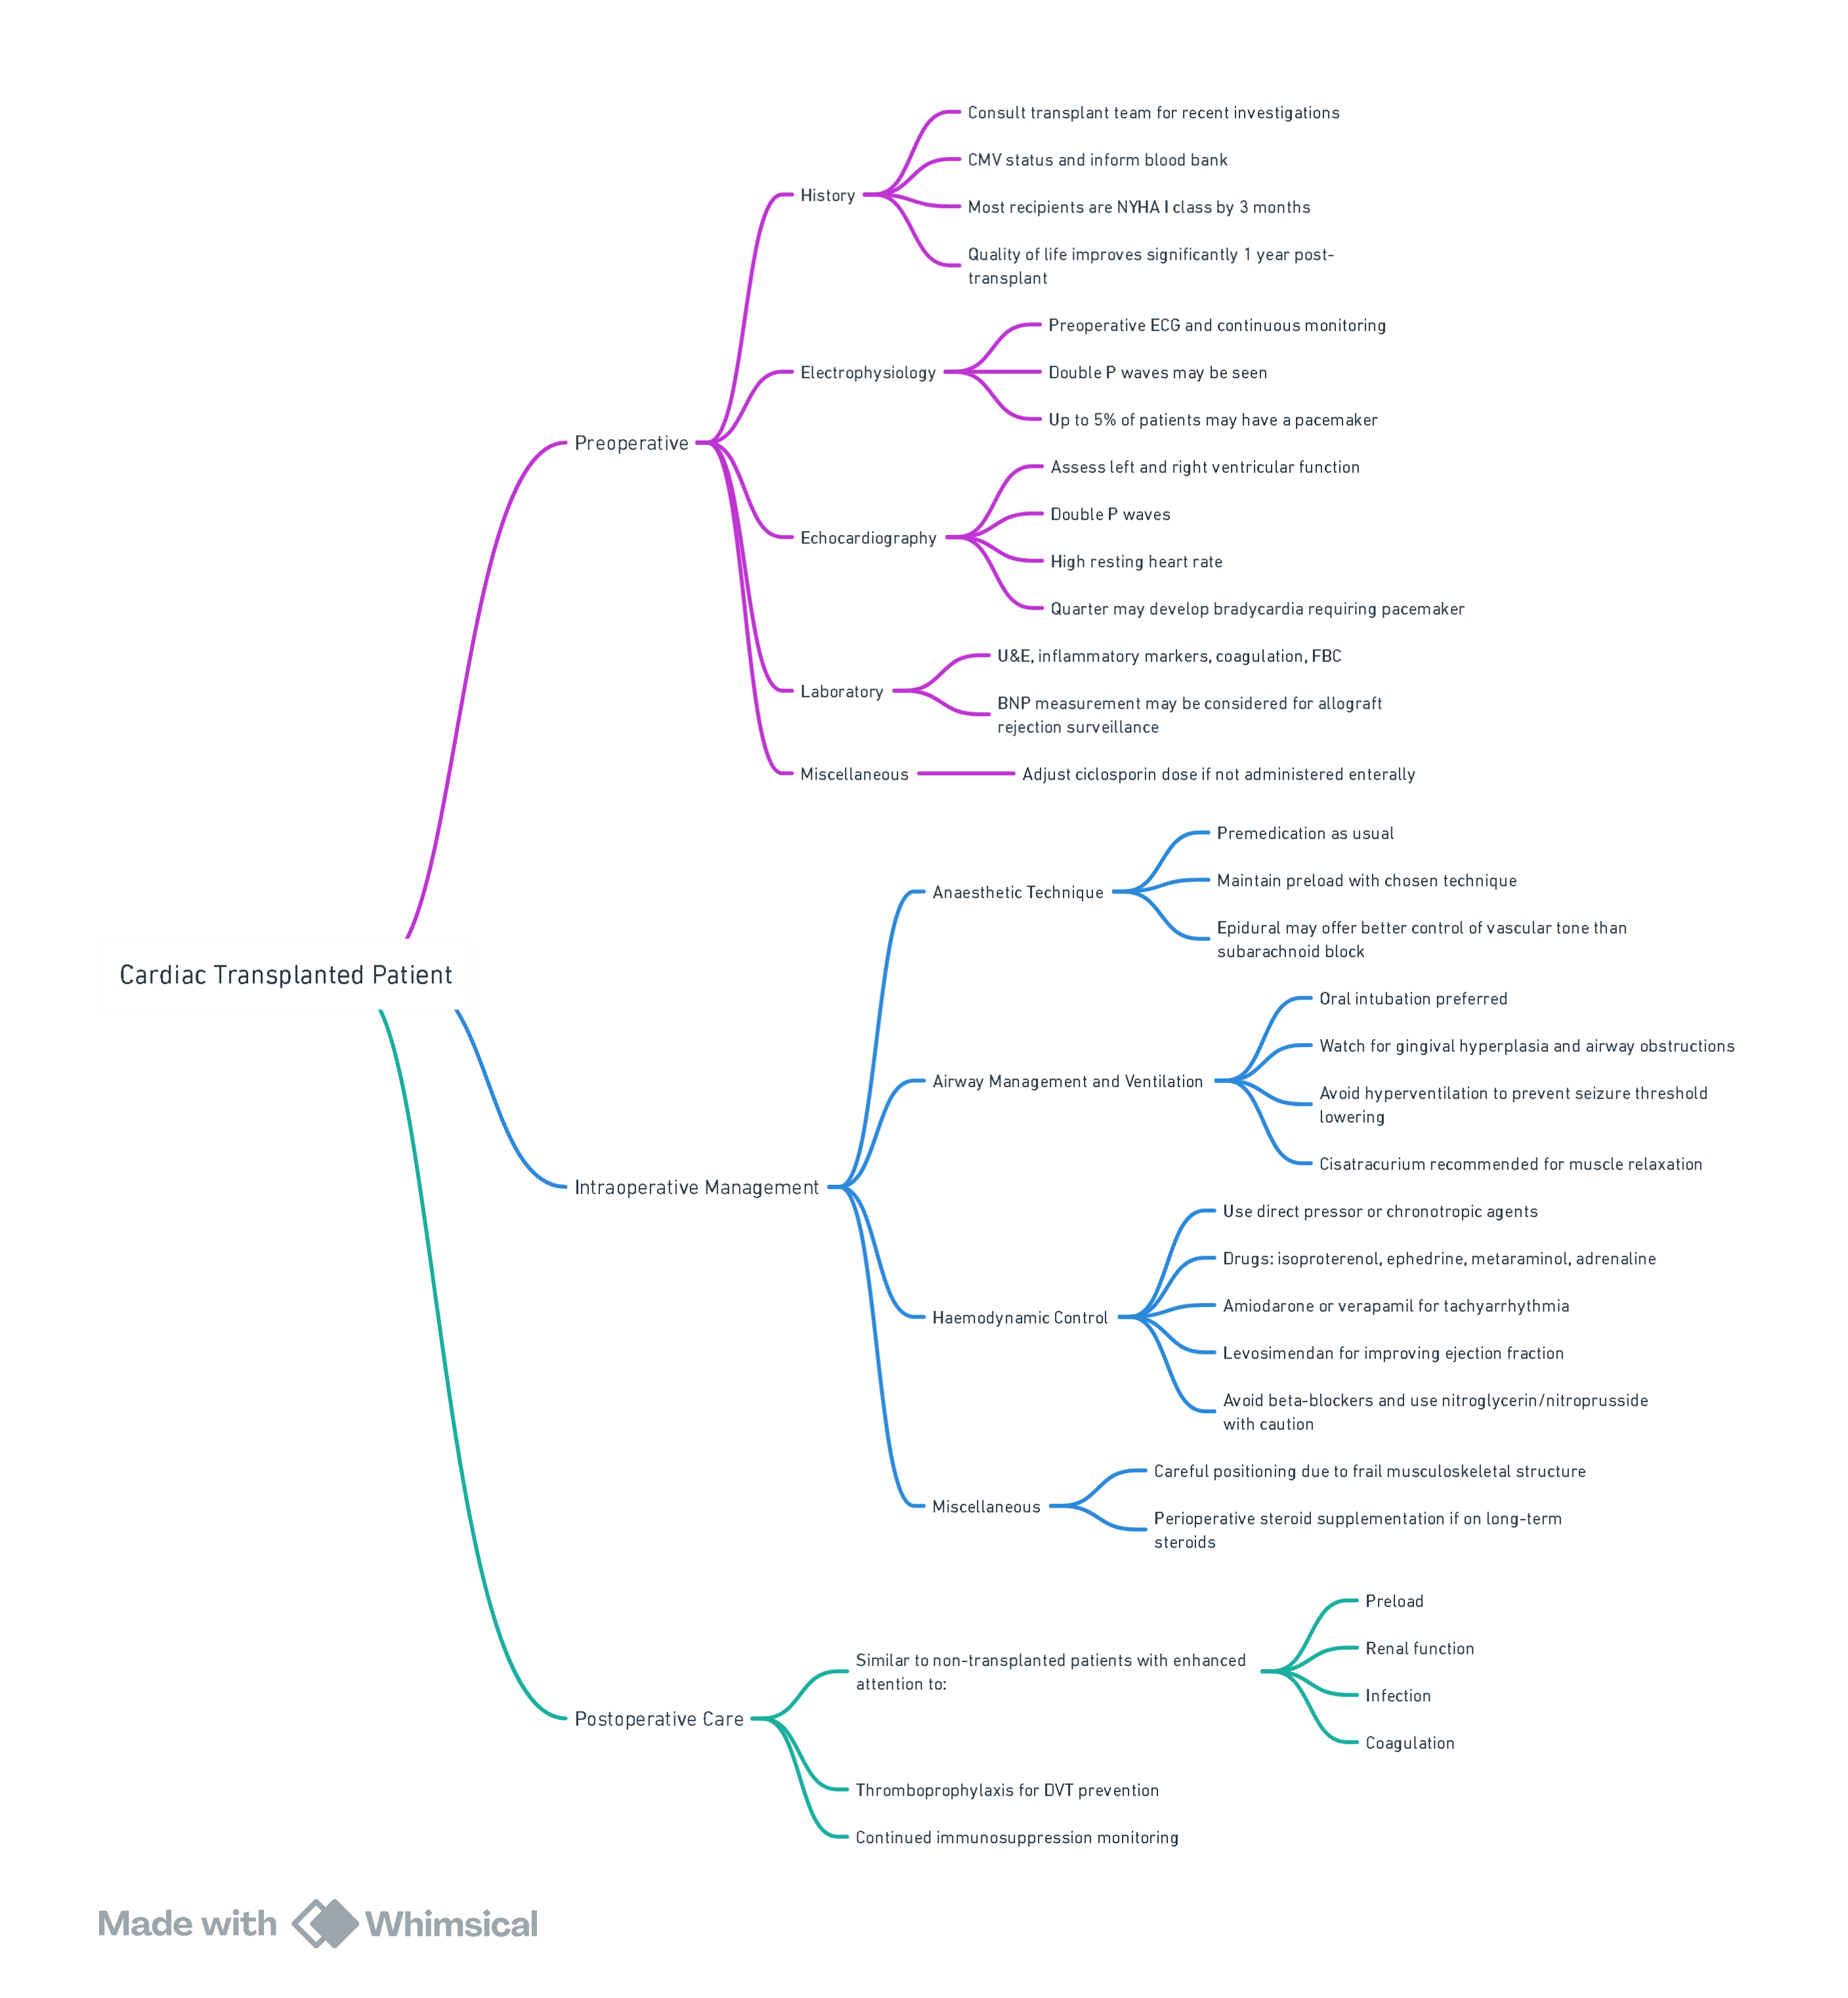 Cardiac Transplanted Patient
Preoperative
History
Consult transplant team for recent investigations
CMV status and inform blood bank
Most recipients are NYHA I class by 3 months
Quality of life improves significantly 1 year post-
transplant
Electrophysiology
Preoperative ECG and continuous monitoring
Double P waves may be seen
Up to 5% of patients may have a pacemaker
Echocardiography
Assess left and right ventricular function
Double P waves
High resting heart rate
Quarter may develop bradycardia requiring pacemaker
Laboratory
U&E, inflammatory markers, coagulation, FBC
BNP measurement may be considered for allograft
rejection surveillance
Miscellaneous
Adjust ciclosporin dose if not administered enterally
Intraoperative Management
Anaesthetic Technique
Premedication as usual
Maintain preload with chosen technique
Epidural may offer better control of vascular tone than
subarachnoid block
Airway Management and Ventilation
Oral intubation preferred
Watch for gingival hyperplasia and airway obstructions
Avoid hyperventilation to prevent seizure threshold
lowering
Cisatracurium recommended for muscle relaxation
Haemodynamic Control
Use direct pressor or chronotropic agents
Drugs: isoproterenol, ephedrine, metaraminol, adrenaline
Amiodarone or verapamil for tachyarrhythmia
Levosimendan for improving ejection fraction
Avoid beta-blockers and use nitroglycerin/nitroprusside
with caution
Miscellaneous
Careful positioning due to frail musculoskeletal structure
Perioperative steroid supplementation if on long-term
steroids
Postoperative Care
Similar to non-transplanted patients with enhanced
attention to:
Preload
Renal function
Infection
Coagulation
Thromboprophylaxis for DVT prevention
Continued immunosuppression monitoring
Made with Whimsical